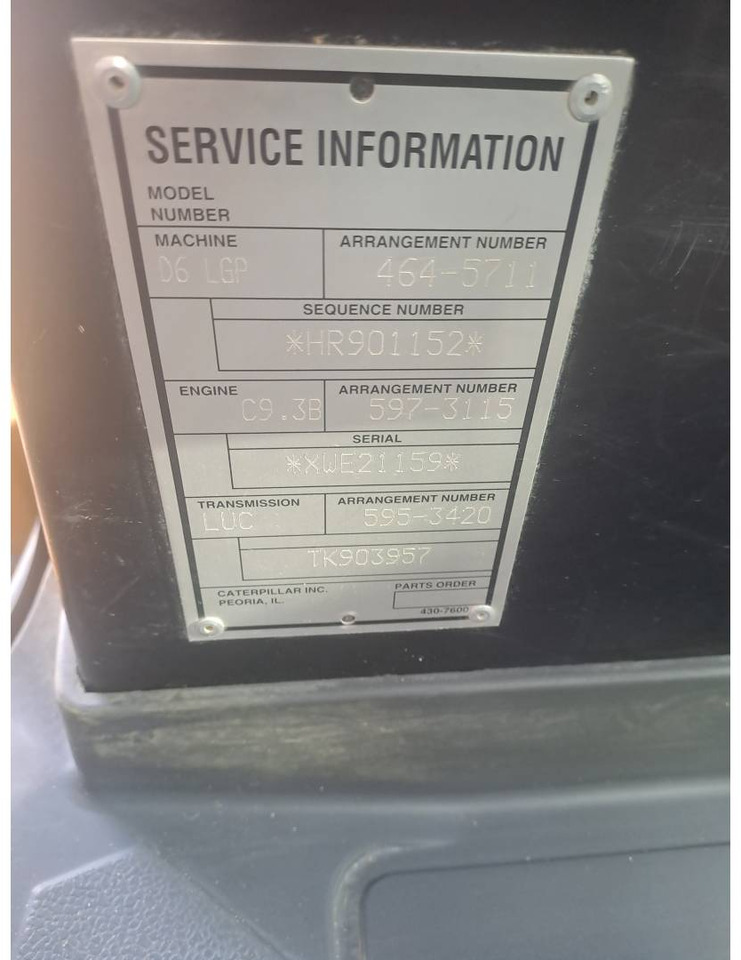 SERVICE INFORMATION
MODEL
NUMBER
MACHINE ARRANGEMENT NUMBER
D6 LGP 464-5711
SEQUENCE NUMBER
*HR901152*
ENGINE ARRANGEMENT NUMBER
C9.3B 597-3115
SERIAL
*XWE21159*
TRANSMISSION ARRANGEMENT NUMBER
LUC 595-3420
TK903957
CATERPILLAR INC. PARTS ORDER
PEORIA, IL.
430-7600